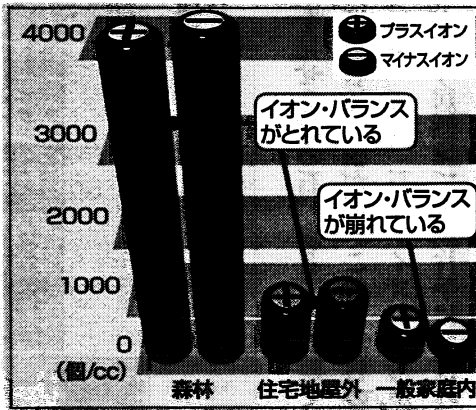 4000
プラスイオン
マイナスイオン
イオン・バランス
がとれている
3000
イオン・バランス
が崩れている
2000
1000
0
(個/cc)
森林 住宅地屋外 一般家庭内